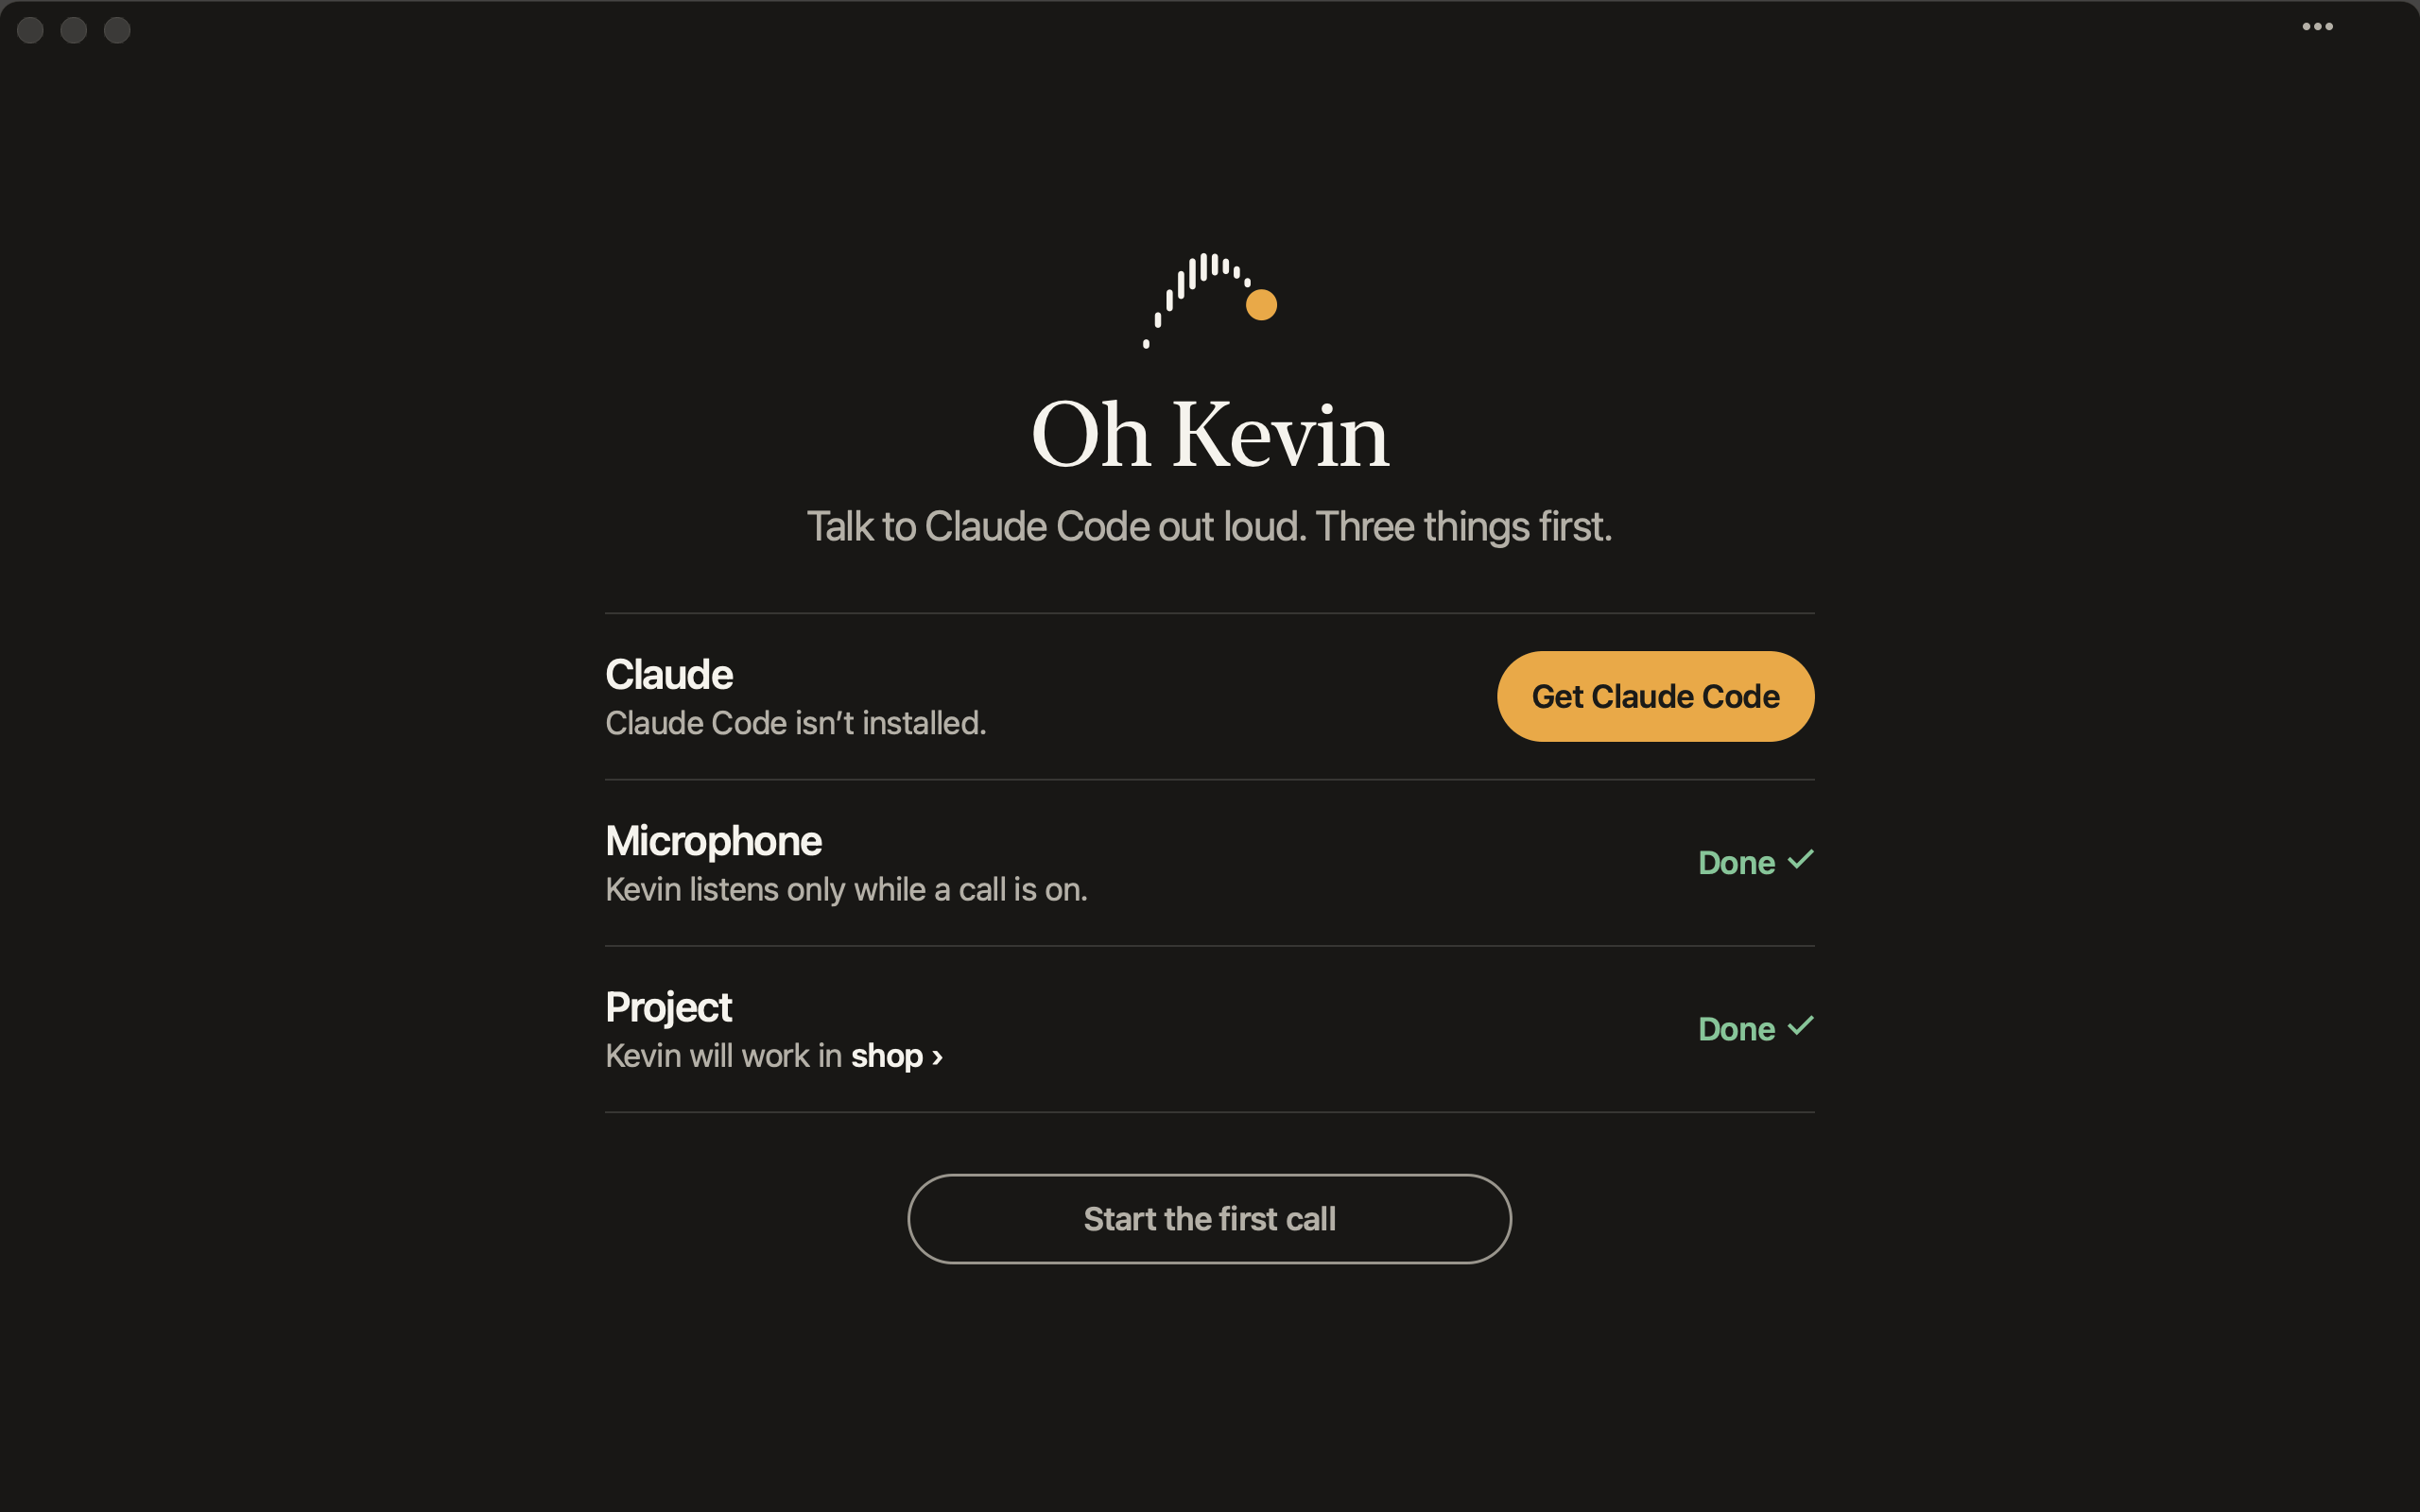 Oh Kevin
Talk to Claude Code out loud. Three things first.
Claude
Claude Code isn't installed.
Get Claude Code
Microphone
Kevin listens only while a call is on.
Done ✓
Project
Kevin will work in shop ›
Done ✓
Start the first call